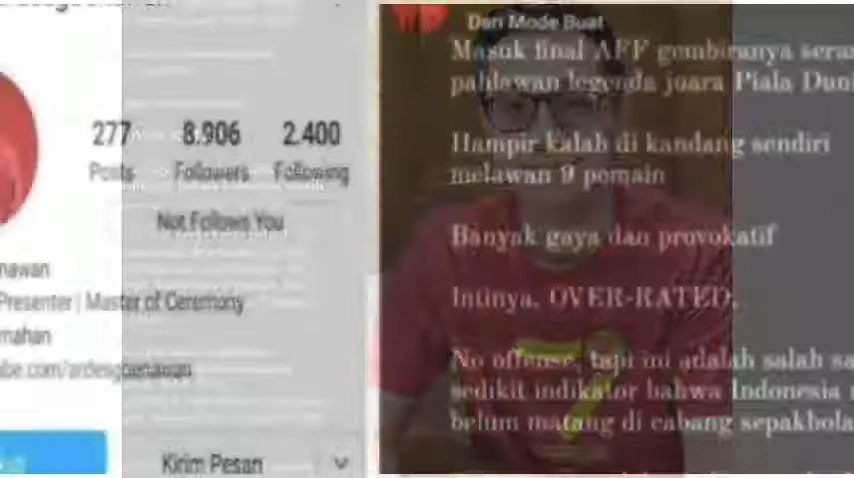 277 8.906 2.400
Posts Followers Following
Not Follows You
nawan
Presenter | Master of Ceremony
Kirim Pesan
Dan Mode Buat
Masuk final AFF gembiranya
pahlawan legenda juara Piala
Hampir kalah di kandang sendiri
melawan 9 pemain
Banyak gaya dan provokatif
Intinya, OVER-RATED.
No offense, tapi ini adalah salah
sedikit indikator bahwa Indonesia
belum matang di cabang sepakbola